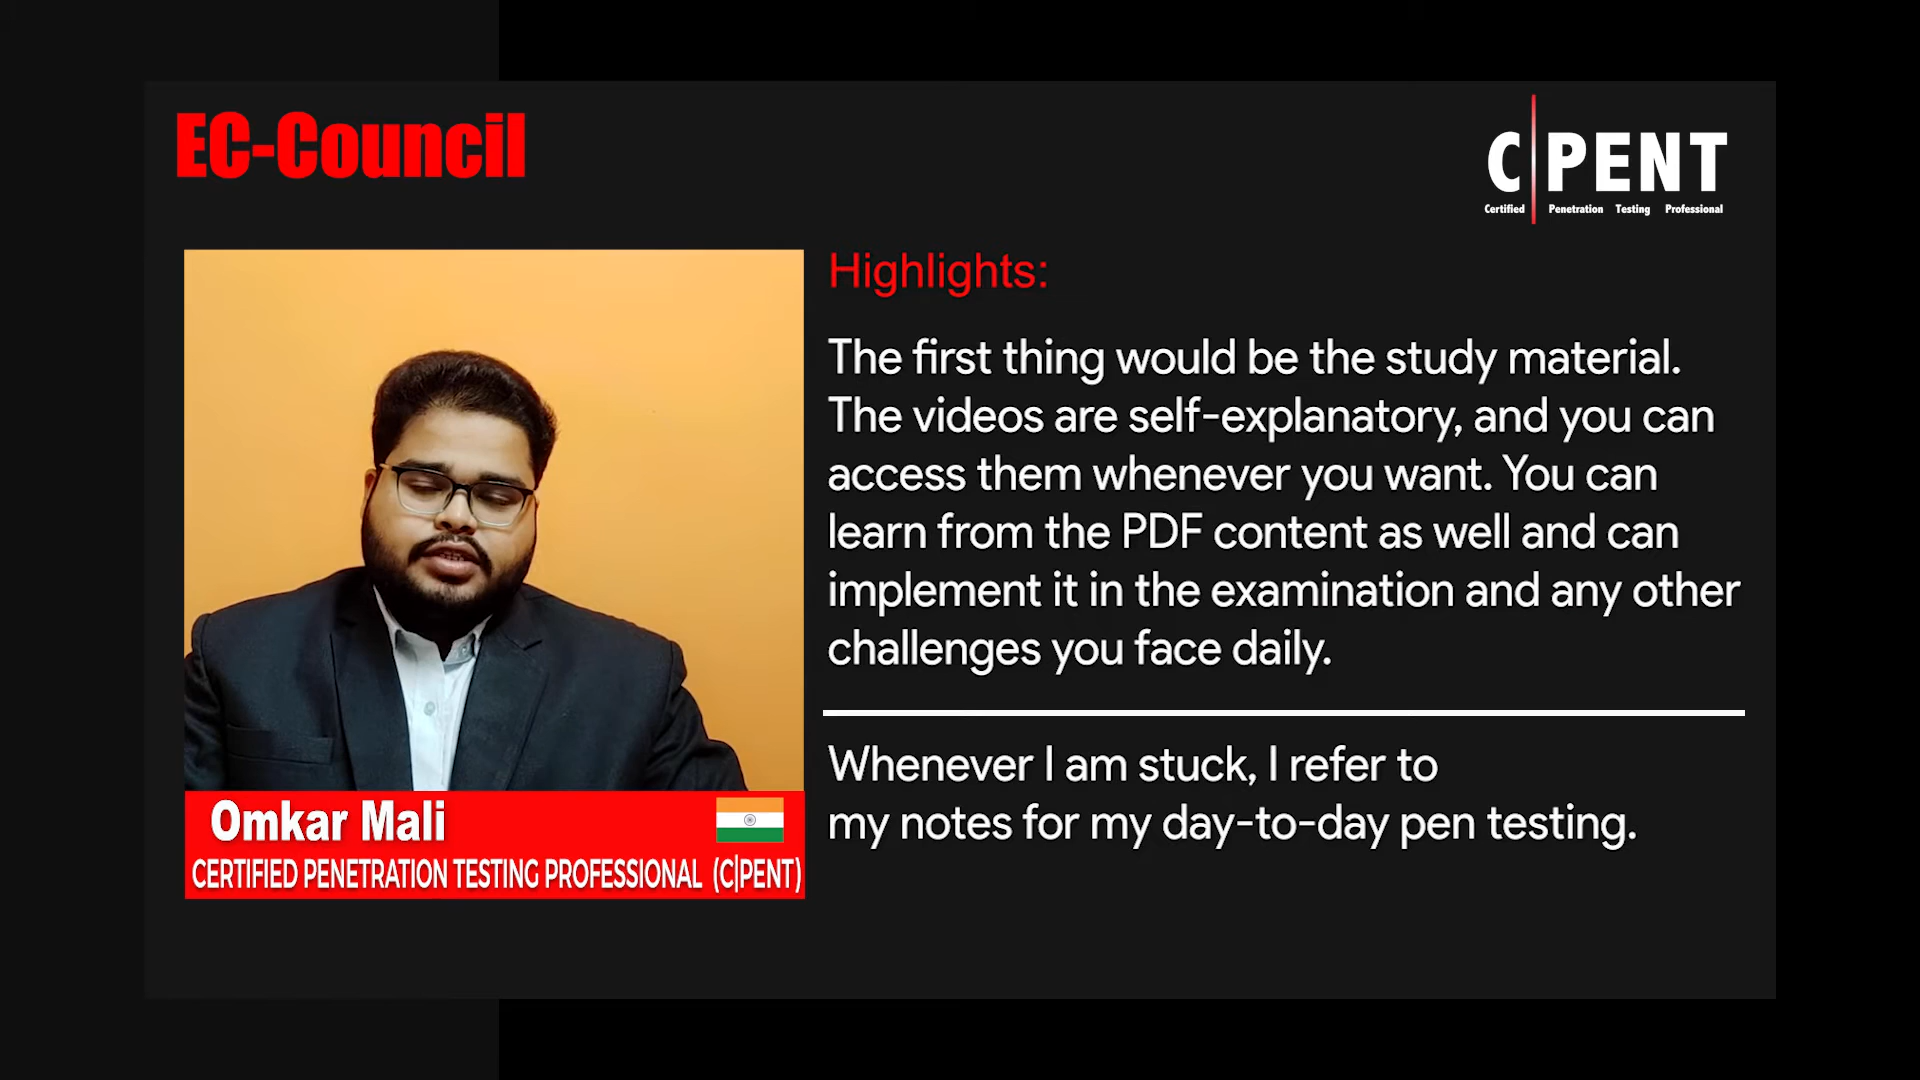 EC-Council
C|PENT
Certified Penetration Testing Professional
Highlights:
The first thing would be the study material.
The videos are self-explanatory, and you can
access them whenever you want. You can
learn from the PDF content as well and can
implement it in the examination and any other
challenges you face daily.
Whenever I am stuck, I refer to
my notes for my day-to-day pen testing.
Omkar Mali
CERTIFIED PENETRATION TESTING PROFESSIONAL (C|PENT)